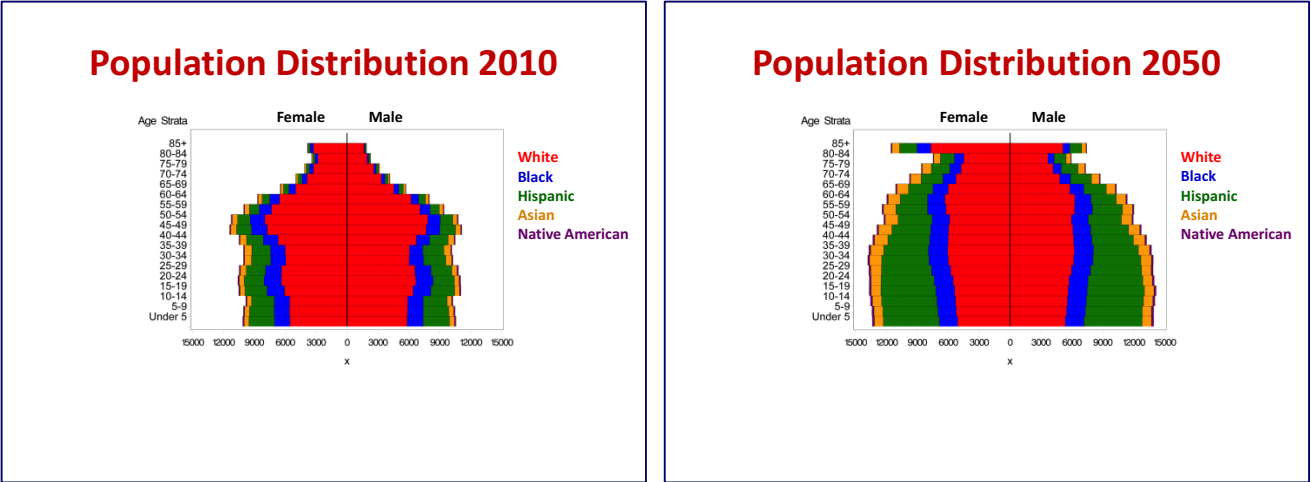 Population Distribution 2010
Female Male
Age Strata
85+
80-84
75-79
70-74
65-69
60-64
55-59
50-54
45-49
40-44
35-39
30-34
25-29
20-24
15-19
10-14
5-9
Under 5
15000 12000 9000 6000 3000 0 3000 6000 9000 12000 15000
x
White
Black
Hispanic
Asian
Native American
Population Distribution 2050
Female Male
Age Strata
85+
80-84
75-79
70-74
65-69
60-64
55-59
50-54
45-49
40-44
35-39
30-34
25-29
20-24
15-19
10-14
5-9
Under 5
15000 12000 9000 6000 3000 0 3000 6000 9000 12000 15000
x
White
Black
Hispanic
Asian
Native American